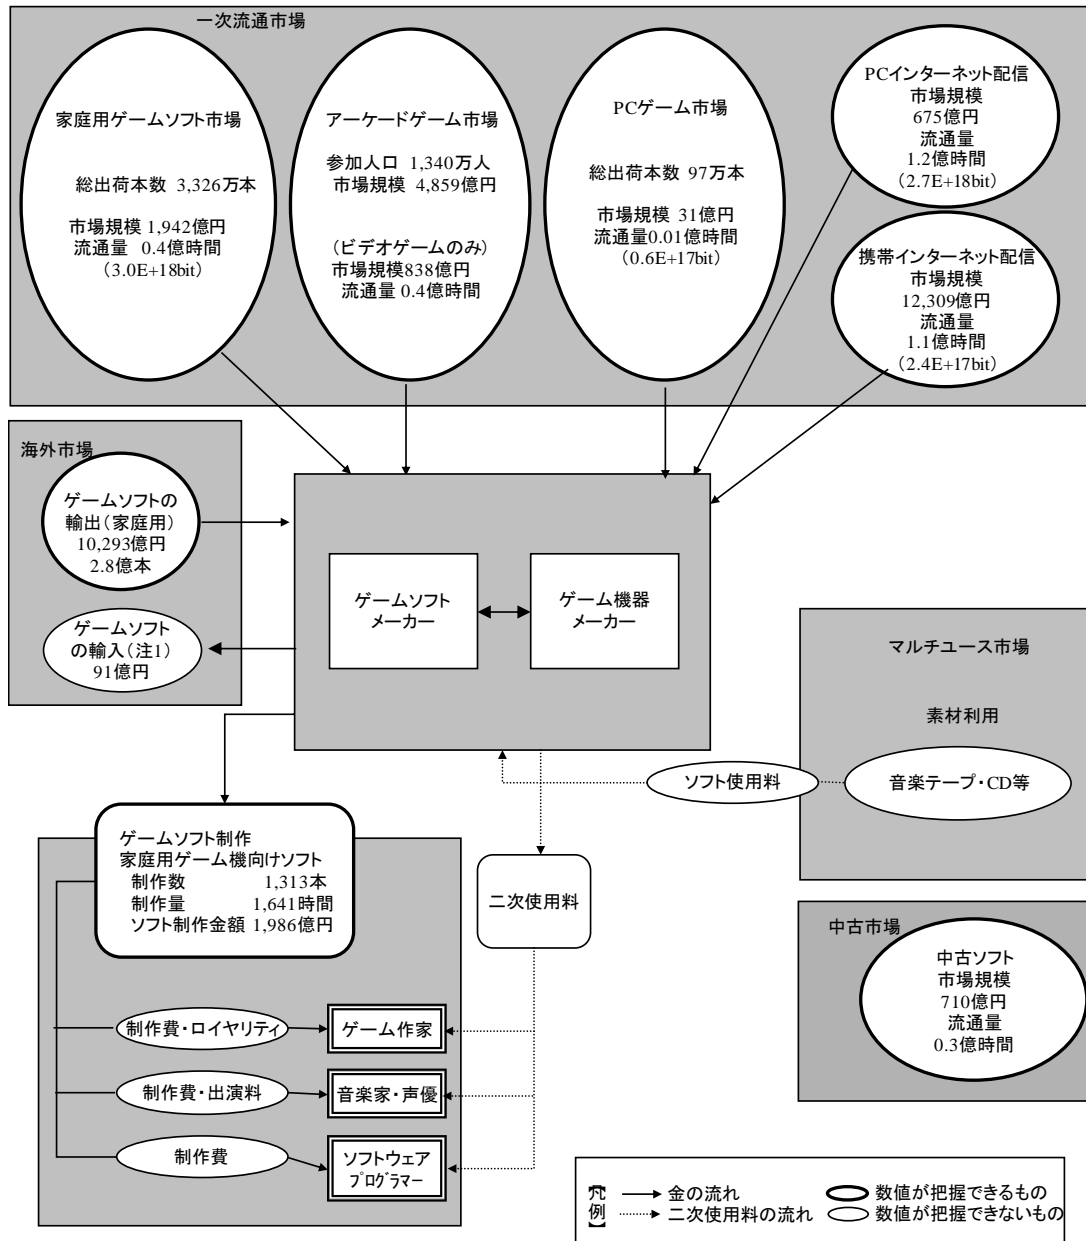 一次流通市場
家庭用ゲームソフト市場
総出荷本数 3,326万本
市場規模 1,942億円
流通量 0.4億時間
(3.0E+18bit)
アーケードゲーム市場
参加人口 1,340万人
市場規模 4,859億円
(ビデオゲームのみ)
市場規模838億円
流通量 0.4億時間
PCゲーム市場
総出荷本数 97万本
市場規模 31億円
流通量0.01億時間
(0.6E+17bit)
PCインターネット配信
市場規模
675億円
流通量
1.2億時間
(2.7E+18bit)
携帯インターネット配信
市場規模
12,309億円
流通量
1.1億時間
(2.4E+17bit)
海外市場
ゲームソフトの
輸出(家庭用)
10,293億円
2.8億本
ゲームソフト
の輸入(注1)
91億円
ゲームソフト
メーカー
ゲーム機器
メーカー
マルチユース市場
素材利用
音楽テープ・CD等
ソフト使用料
二次使用料
中古市場
中古ソフト
市場規模
710億円
流通量
0.3億時間
ゲームソフト制作
家庭用ゲーム機向けソフト
制作数 1,313本
制作量 1,641時間
ソフト制作金額 1,986億円
制作費・ロイヤリティ
ゲーム作家
制作費・出演料
音楽家・声優
制作費
ソフトウェア
プログラマー
【凡例】
金の流れ
数値が把握できるもの
二次使用料の流れ
数値が把握できないもの